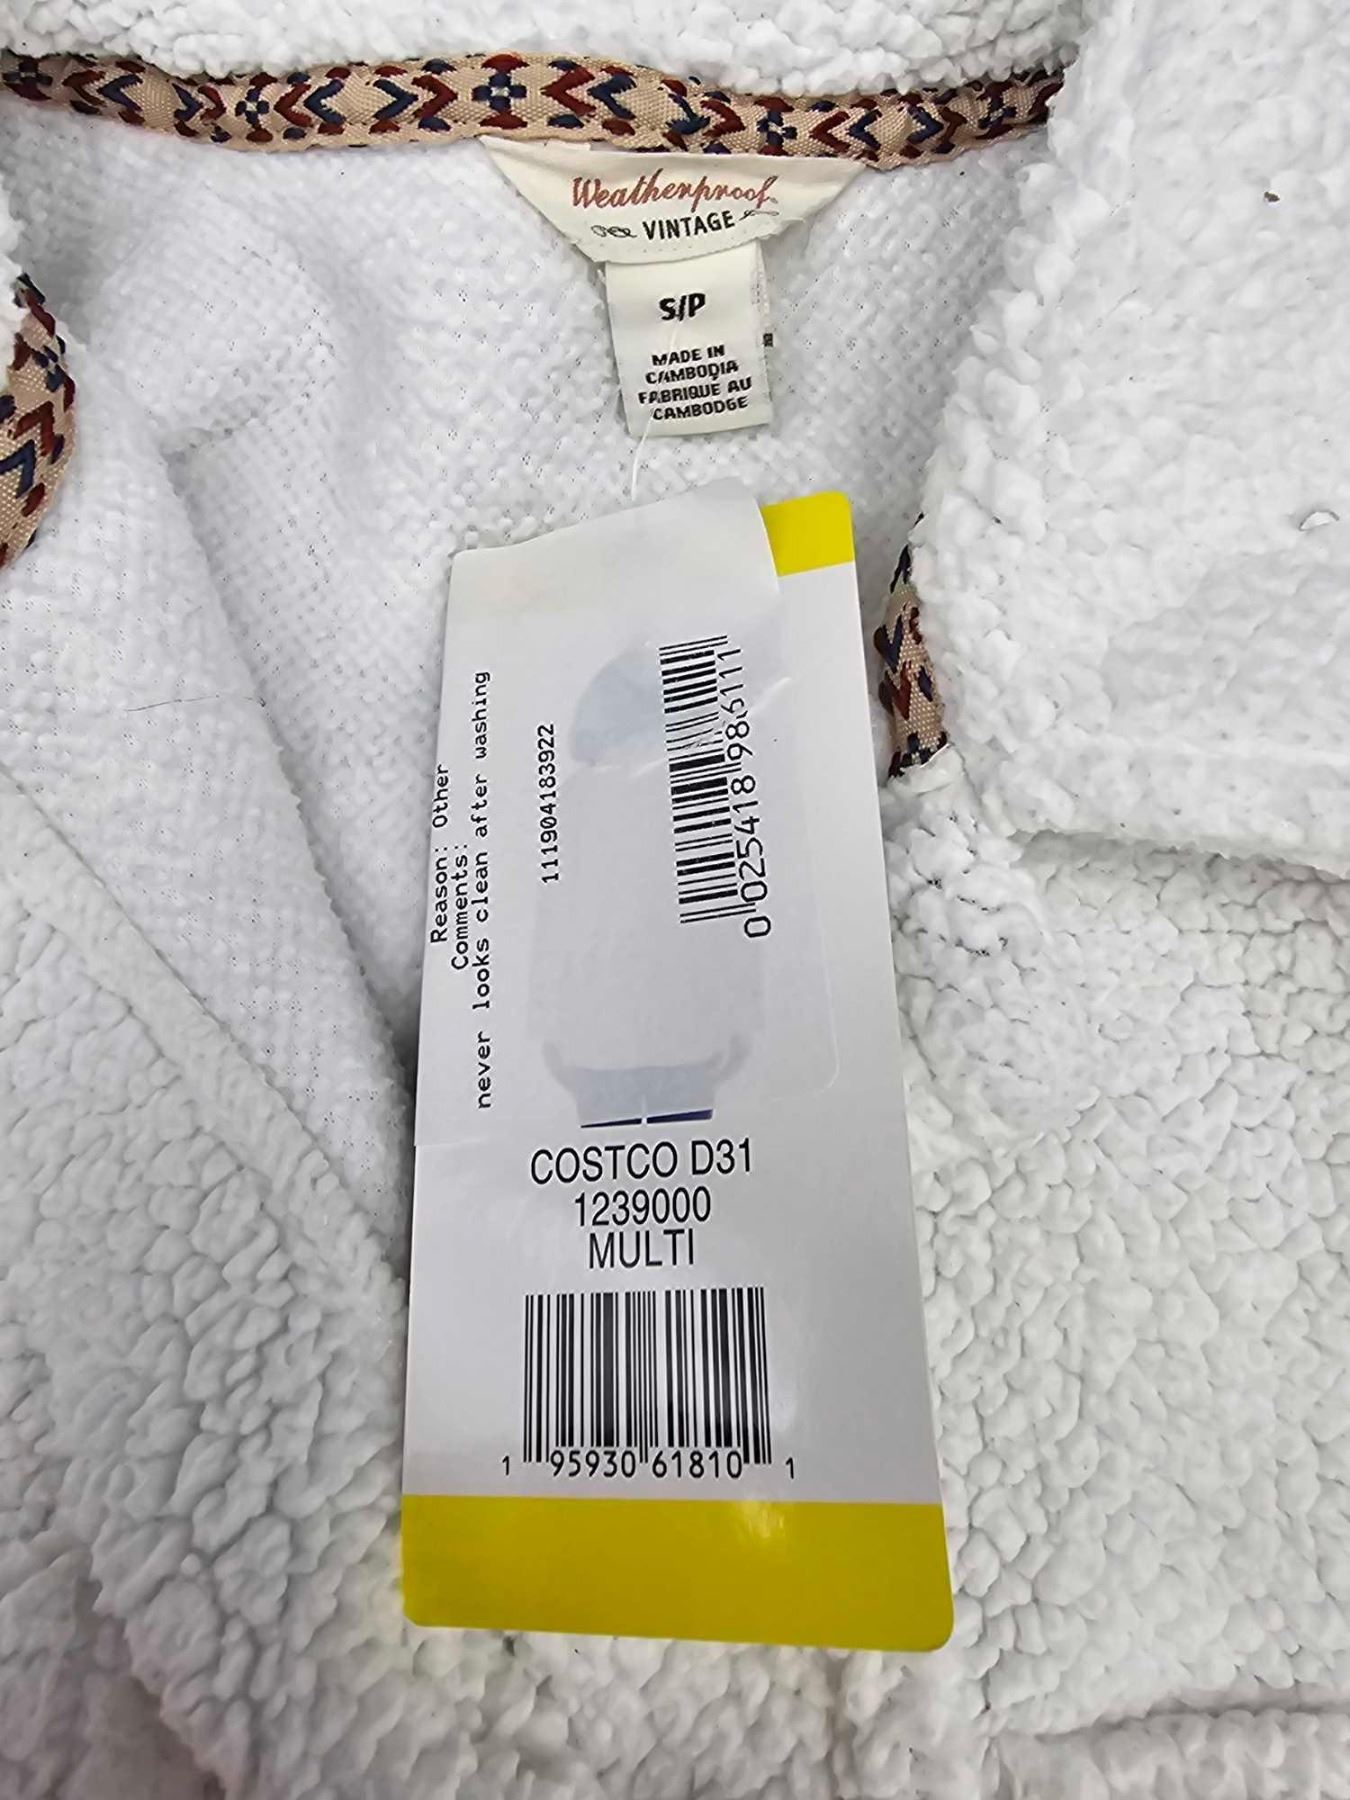 Weatherproof
VINTAGE
S/P
MADE IN
CAMBODIA
FABRIQUE AU
CAMBODGE
Reason: Other
Comments:
never looks clean after washing
111904183922
0 025418 986111
COSTCO D31
1239000
MULTI
1 95930 61810 1